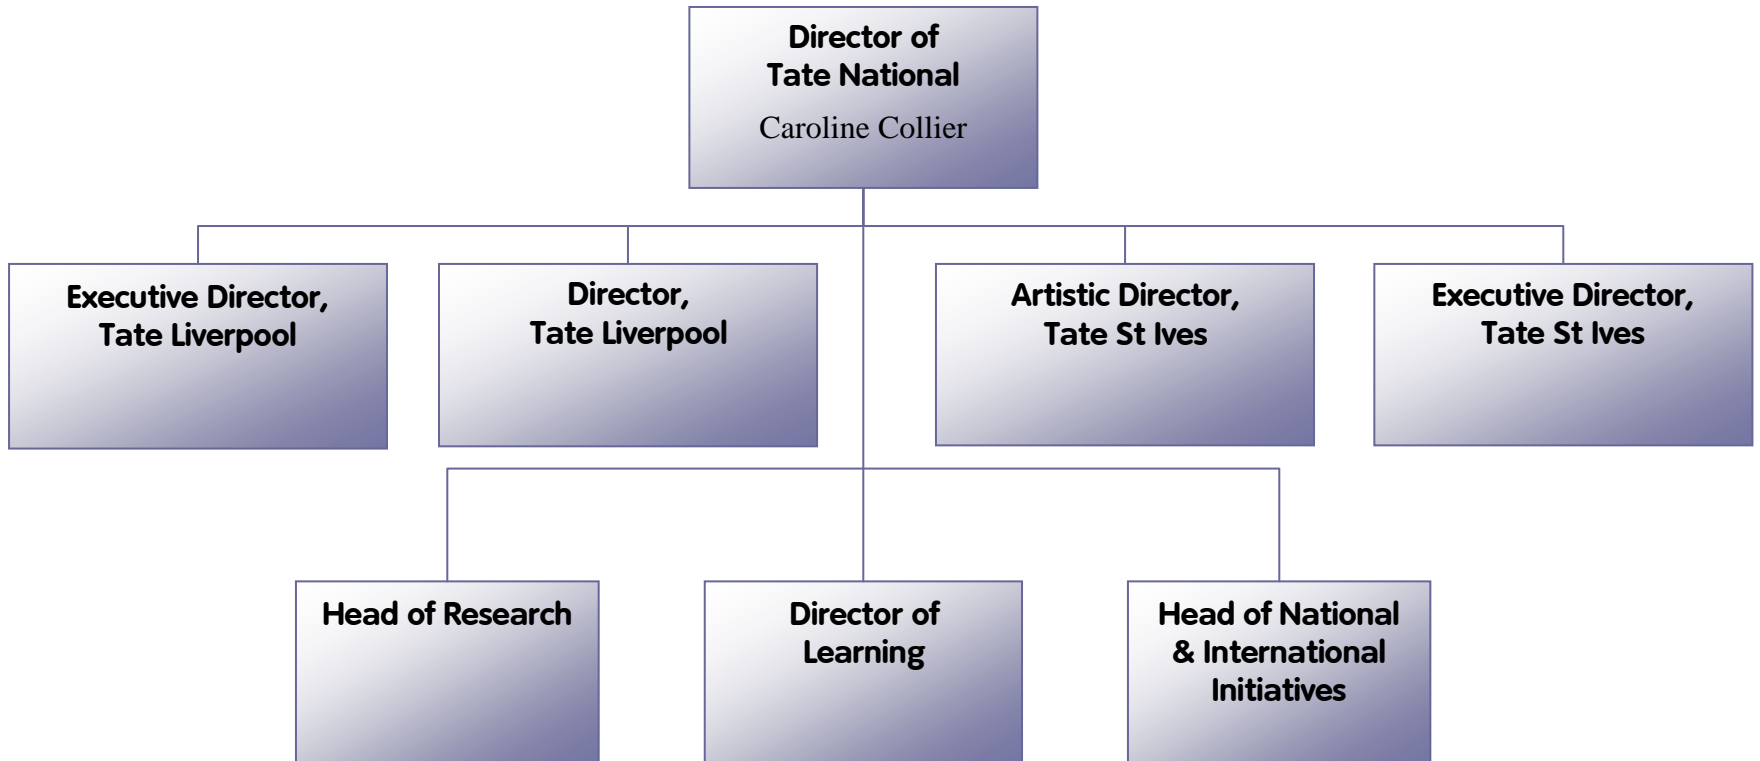 Director of
Tate National
Caroline Collier
Executive Director,
Tate Liverpool
Director,
Tate Liverpool
Artistic Director,
Tate St Ives
Executive Director,
Tate St Ives
Head of Research
Director of
Learning
Head of National
& International
Initiatives